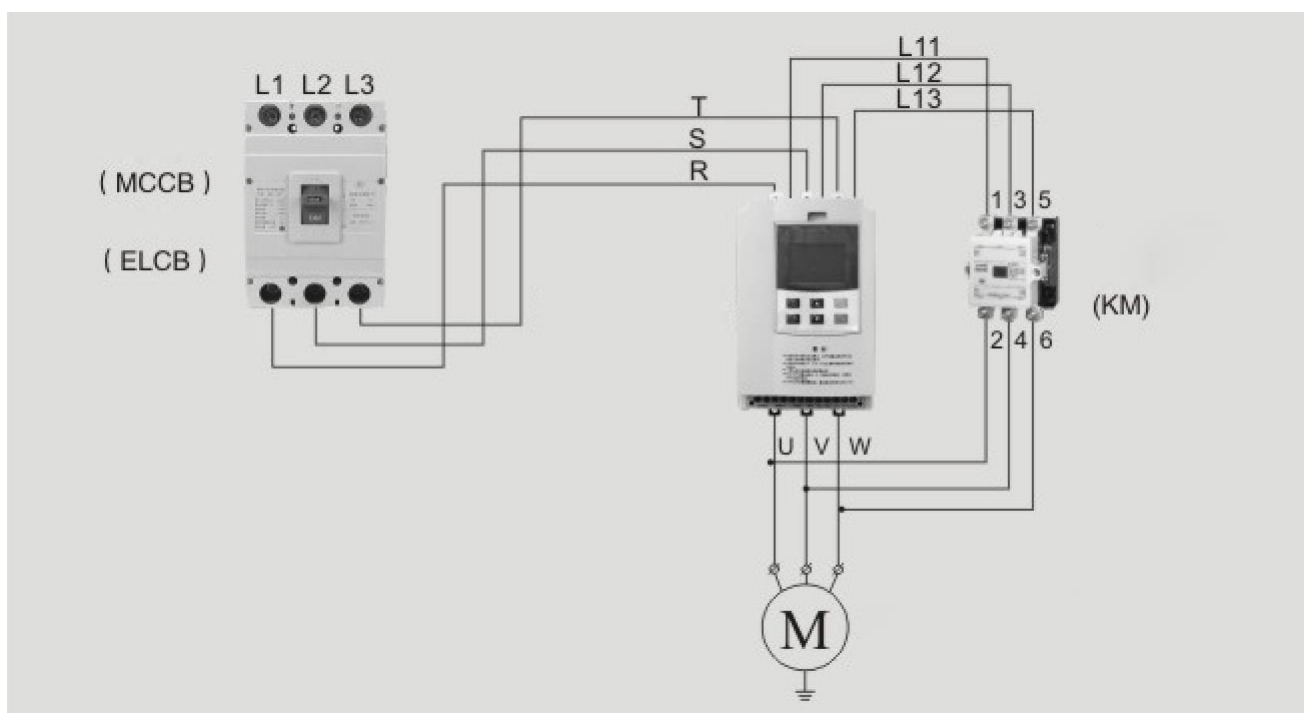 L1 L2 L3
( MCCB )
( ELCB )
T
S
R
L11
L12
L13
1 3 5
(KM)
2 4 6
U V W
M